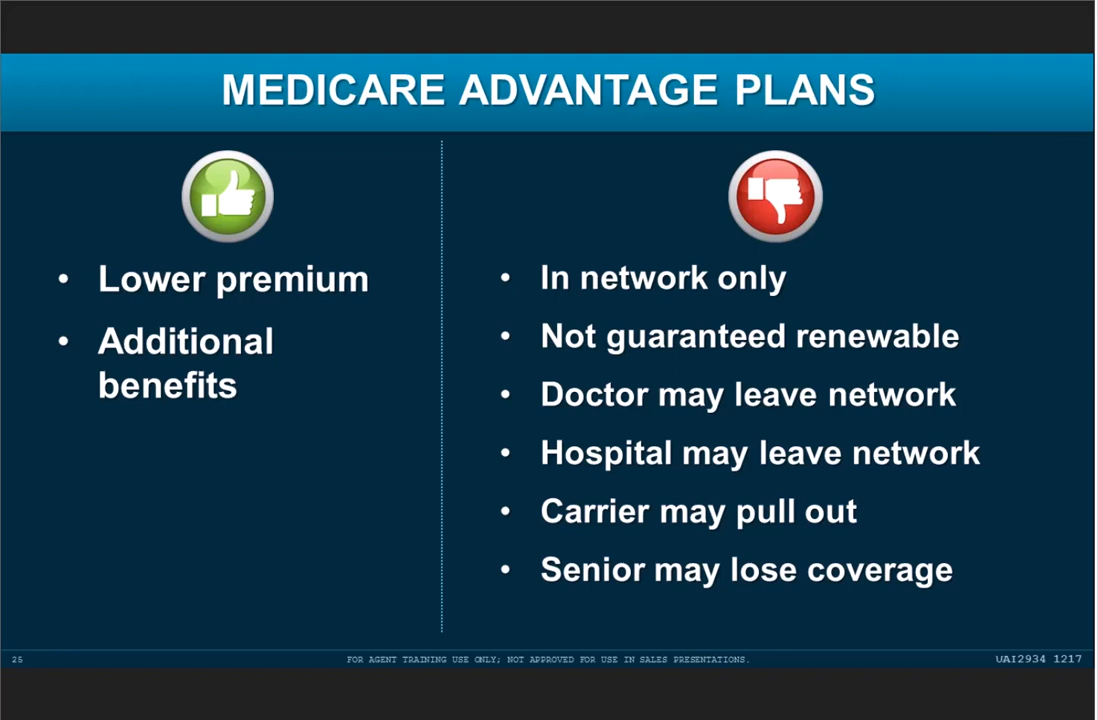 MEDICARE ADVANTAGE PLANS
• Lower premium
• Additional
benefits
• In network only
• Not guaranteed renewable
• Doctor may leave network
• Hospital may leave network
• Carrier may pull out
• Senior may lose coverage
25
FOR AGENT TRAINING USE ONLY; NOT APPROVED FOR USE IN SALES PRESENTATIONS.
UAI2934 1217